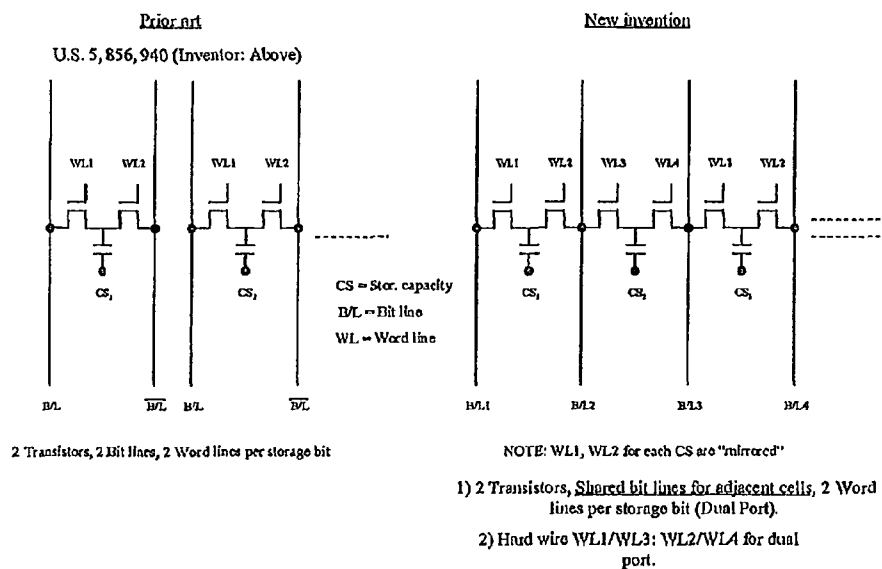 Prior art
New invention
U.S. 5,856,940 (Inventor: Above)
WL1 WL2 WL1 WL2
WL1 WL2 WL3 WL4 WL1 WL2
CS₁ CS₂
CS₁ CS₂ CS₃
CS = Stor. capacity
B/L = Bit line
WL = Word line
B/L B/L B/L B/L
B/L1 B/L2 B/L3 B/L4
2 Transistors, 2 Bit lines, 2 Word lines per storage bit
NOTE: WL1, WL2 for each CS are "mirrored"
1) 2 Transistors, Shared bit lines for adjacent cells, 2 Word
lines per storage bit (Dual Port).
2) Hard wire WL1/WL3: WL2/WL4 for dual
port.